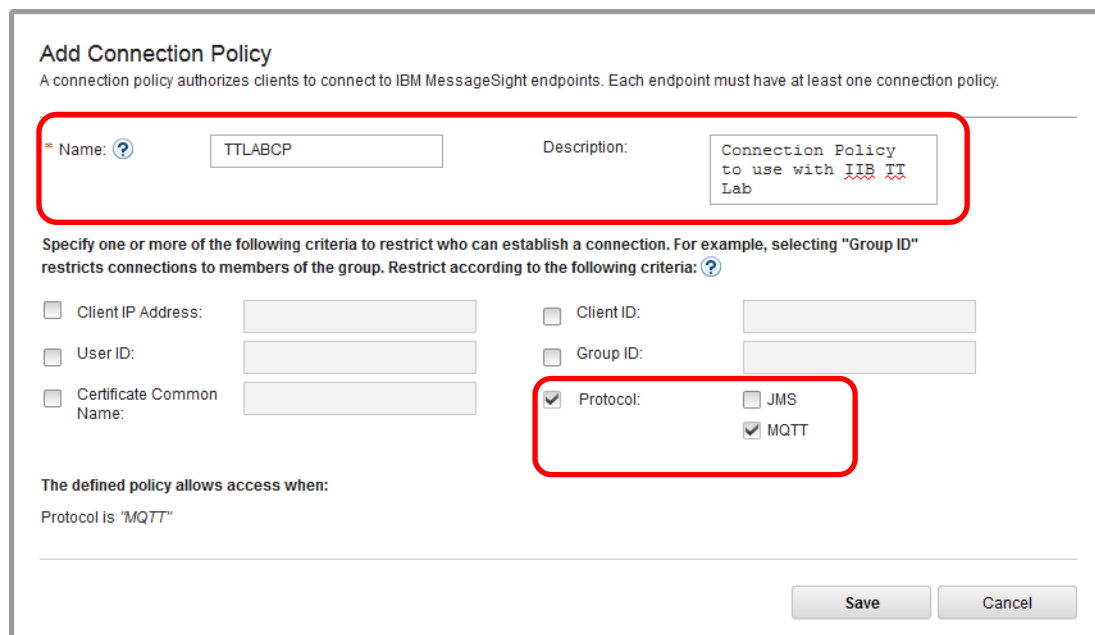 Add Connection Policy
A connection policy authorizes clients to connect to IBM MessageSight endpoints. Each endpoint must have at least one connection policy.
* Name: ? TTLABCP Description: Connection Policy
to use with IIB TT
Lab
Specify one or more of the following criteria to restrict who can establish a connection. For example, selecting "Group ID"
restricts connections to members of the group. Restrict according to the following criteria: ?
Client IP Address: Client ID:
User ID: Group ID:
Certificate Common
Name:
Protocol: JMS
MQTT
The defined policy allows access when:
Protocol is "MQTT"
Save Cancel